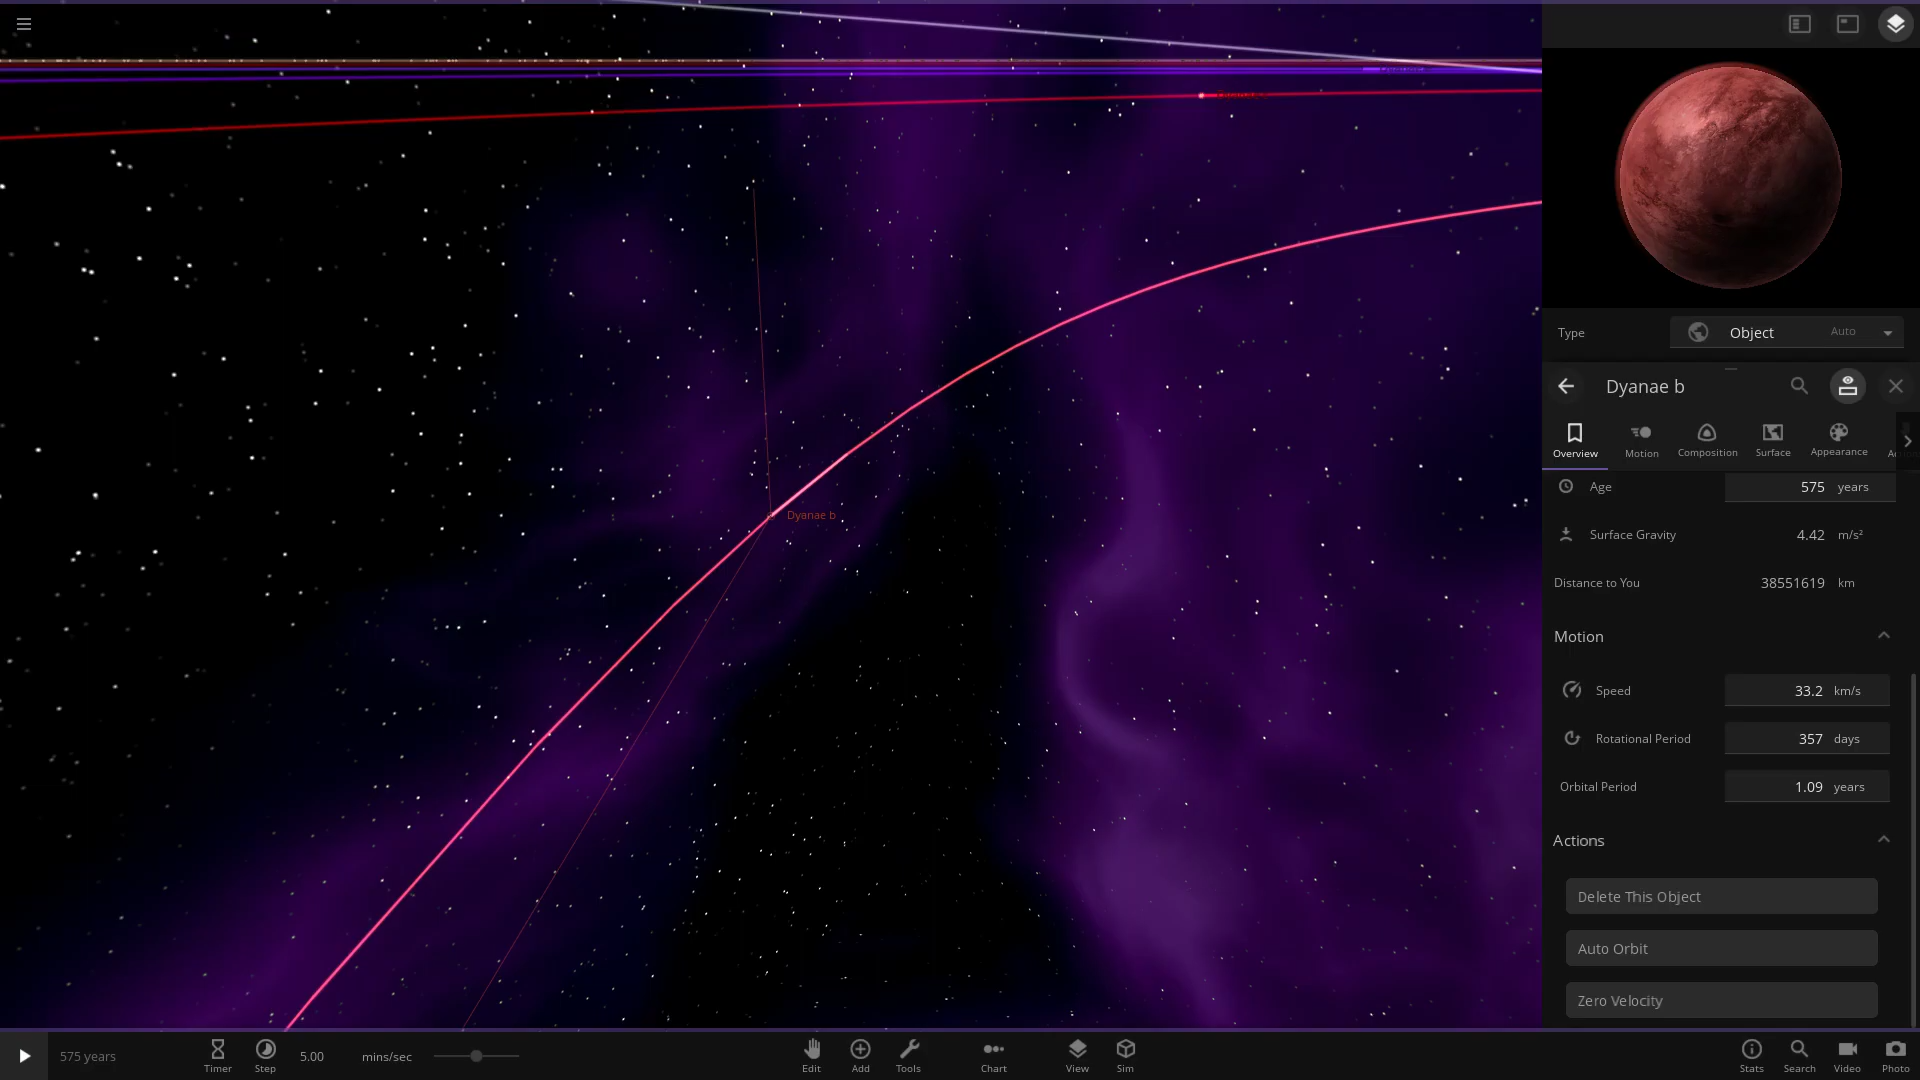 Type
Object
Auto
Dyanae b
Overview
Motion
Composition
Surface
Appearance
Age
575 years
Surface Gravity
4.42 m/s²
Distance to You
38551619 km
Motion
Speed
33.2 km/s
Rotational Period
357 days
Orbital Period
1.09 years
Actions
Delete This Object
Auto Orbit
Zero Velocity
Dyanae b
575 years
Timer
Step
5.00
mins/sec
Edit
Add
Tools
Chart
View
Sim
Stats
Search
Video
Photo